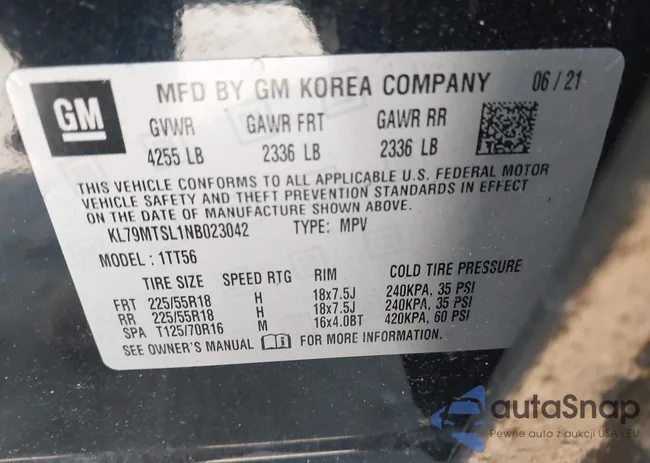 GM
MFD BY GM KOREA COMPANY 06 / 21
GVWR GAWR FRT GAWR RR
4255 LB 2336 LB 2336 LB
THIS VEHICLE CONFORMS TO ALL APPLICABLE U. S. FEDERAL MOTOR
VEHICLE SAFETY AND THEFT PREVENTION STANDARDS IN EFFECT
ON THE DATE OF MANUFACTURE SHOWN ABOVE.
KL79MTSL1NB023042 TYPE: MPV
MODEL : 1TT56
TIRE SIZE SPEED RTG RIM COLD TIRE PRESSURE
FRT 225/55R18 H 18x7.5J 240KPA, 35 PSI
RR 225/55R18 H 18x7.5J 240KPA, 35 PSI
SPA T125/70R16 M 16x4.0BT 420KPA, 60 PSI
SEE OWNER'S MANUAL FOR MORE INFORMATION.
autoSnap
Pewne auta z aukcji USA i EU